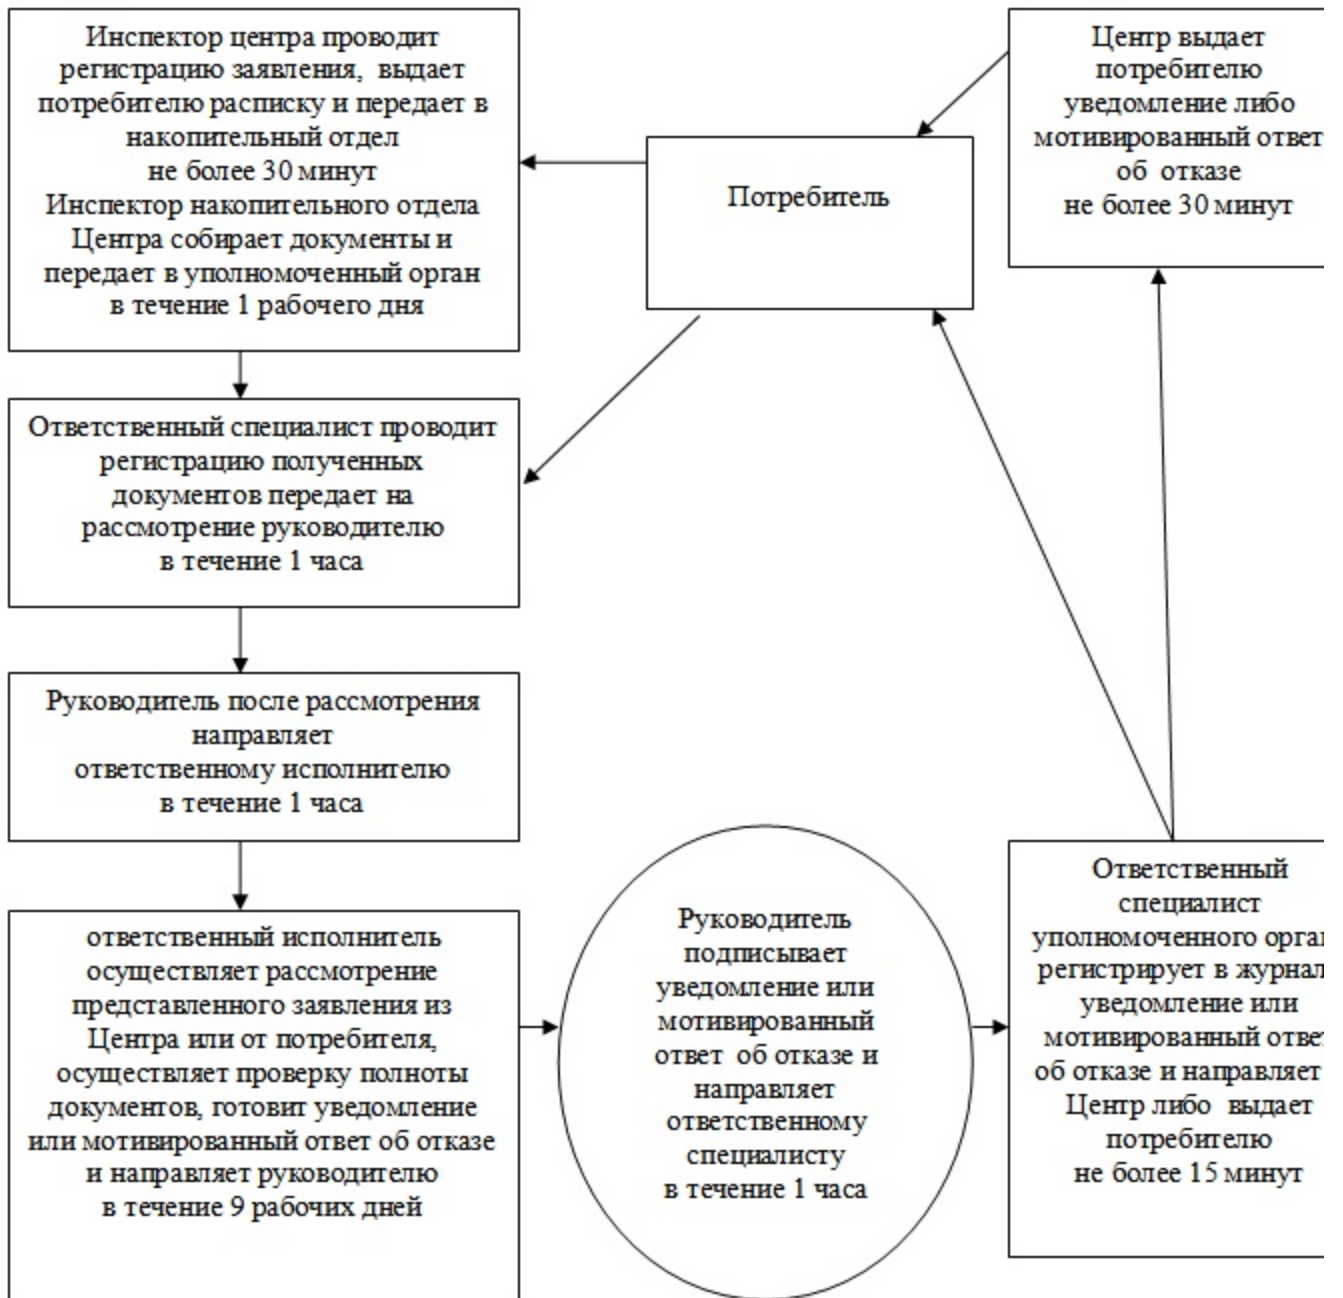 Инспектор центра проводит
регистрацию заявления, выдает
потребителю расписку и передает в
накопительный отдел
не более 30 минут
Инспектор накопительного отдела
Центра собирает документы и
передает в уполномоченный орган
в течение 1 рабочего дня
Потребитель
Центр выдает
потребителю
уведомление либо
мотивированный ответ
об отказе
не более 30 минут
Ответственный специалист проводит
регистрацию полученных
документов передает на
рассмотрение руководителю
в течение 1 часа
Руководитель после рассмотрения
направляет
ответственному исполнителю
в течение 1 часа
ответственный исполнитель
осуществляет рассмотрение
представленного заявления из
Центра или от потребителя,
осуществляет проверку полноты
документов, готовит уведомление
или мотивированный ответ об отказе
и направляет руководителю
в течение 9 рабочих дней
Руководитель
подписывает
уведомление или
мотивированный
ответ об отказе и
направляет
ответственному
специалисту
в течение 1 часа
Ответственный
специалист
уполномоченного орган
регистрирует в журнал
уведомление или
мотивированный ответ
об отказе и направляет
Центр либо выдает
потребителю
не более 15 минут